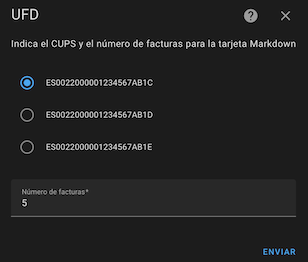 UFD
Indica el CUPS y el número de facturas para la tarjeta Markdown
ES0022000001234567AB1C
ES0022000001234567AB1D
ES0022000001234567AB1E
Número de facturas*
5
ENVIAR